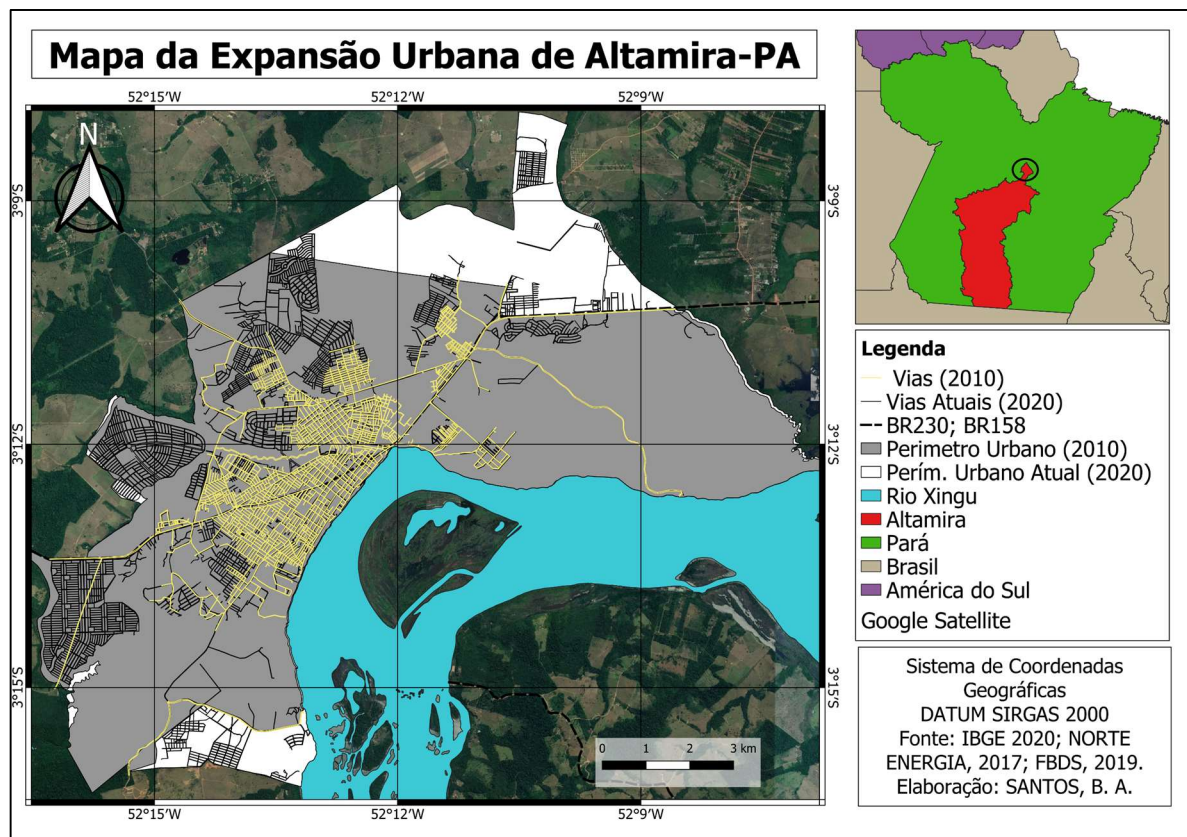 Mapa da Expansão Urbana de Altamira-PA
52°15'W 52°12'W 52°9'W
N
3°9'S 3°9'S
3°12'S 3°12'S
3°15'S 3°15'S
0 1 2 3 km
52°15'W 52°12'W 52°9'W
Legenda
Vias (2010)
Vias Atuais (2020)
BR230; BR158
Perimetro Urbano (2010)
Perím. Urbano Atual (2020)
Rio Xingu
Altamira
Pará
Brasil
América do Sul
Google Satellite
Sistema de Coordenadas
Geográficas
DATUM SIRGAS 2000
Fonte: IBGE 2020; NORTE
ENERGIA, 2017; FBDS, 2019.
Elaboração: SANTOS, B. A.